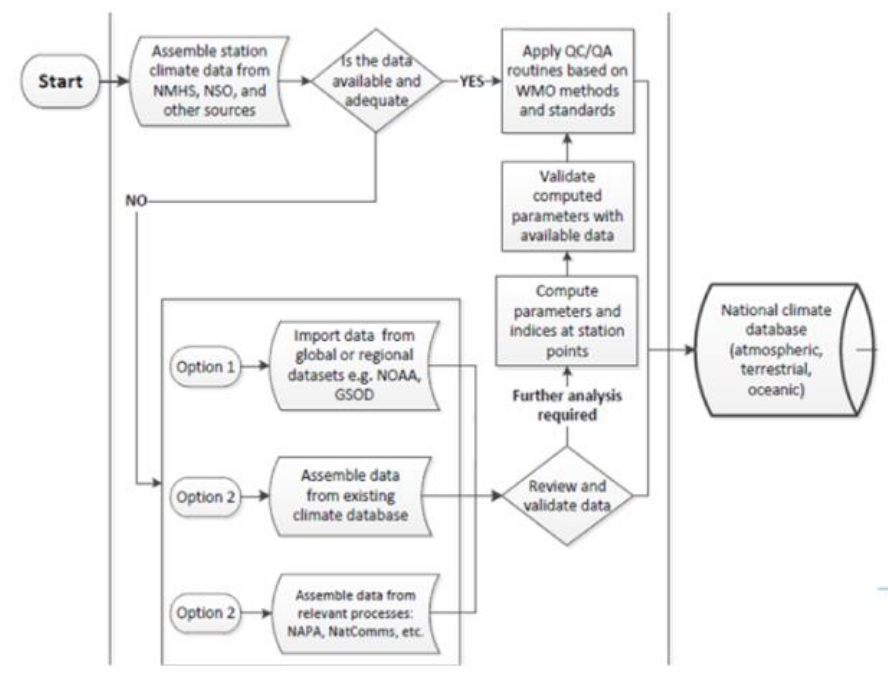 Start
Assemble station
climate data from
NMHS, NSO, and
other sources
Is the data
available and
adequate
YES
Apply QC/QA
routines based on
WMO methods
and standards
NO
Validate
computed
parameters with
available data
Compute
parameters and
indices at station
points
Further analysis
required
Review and
validate data
Option 1
Import data from
global or regional
datasets e.g. NOAA,
GSOD
Option 2
Assemble data
from existing
climate database
Option 2
Assemble data from
relevant processes:
NAPA, NatComms, etc.
National climate
database
(atmospheric,
terrestrial,
oceanic)